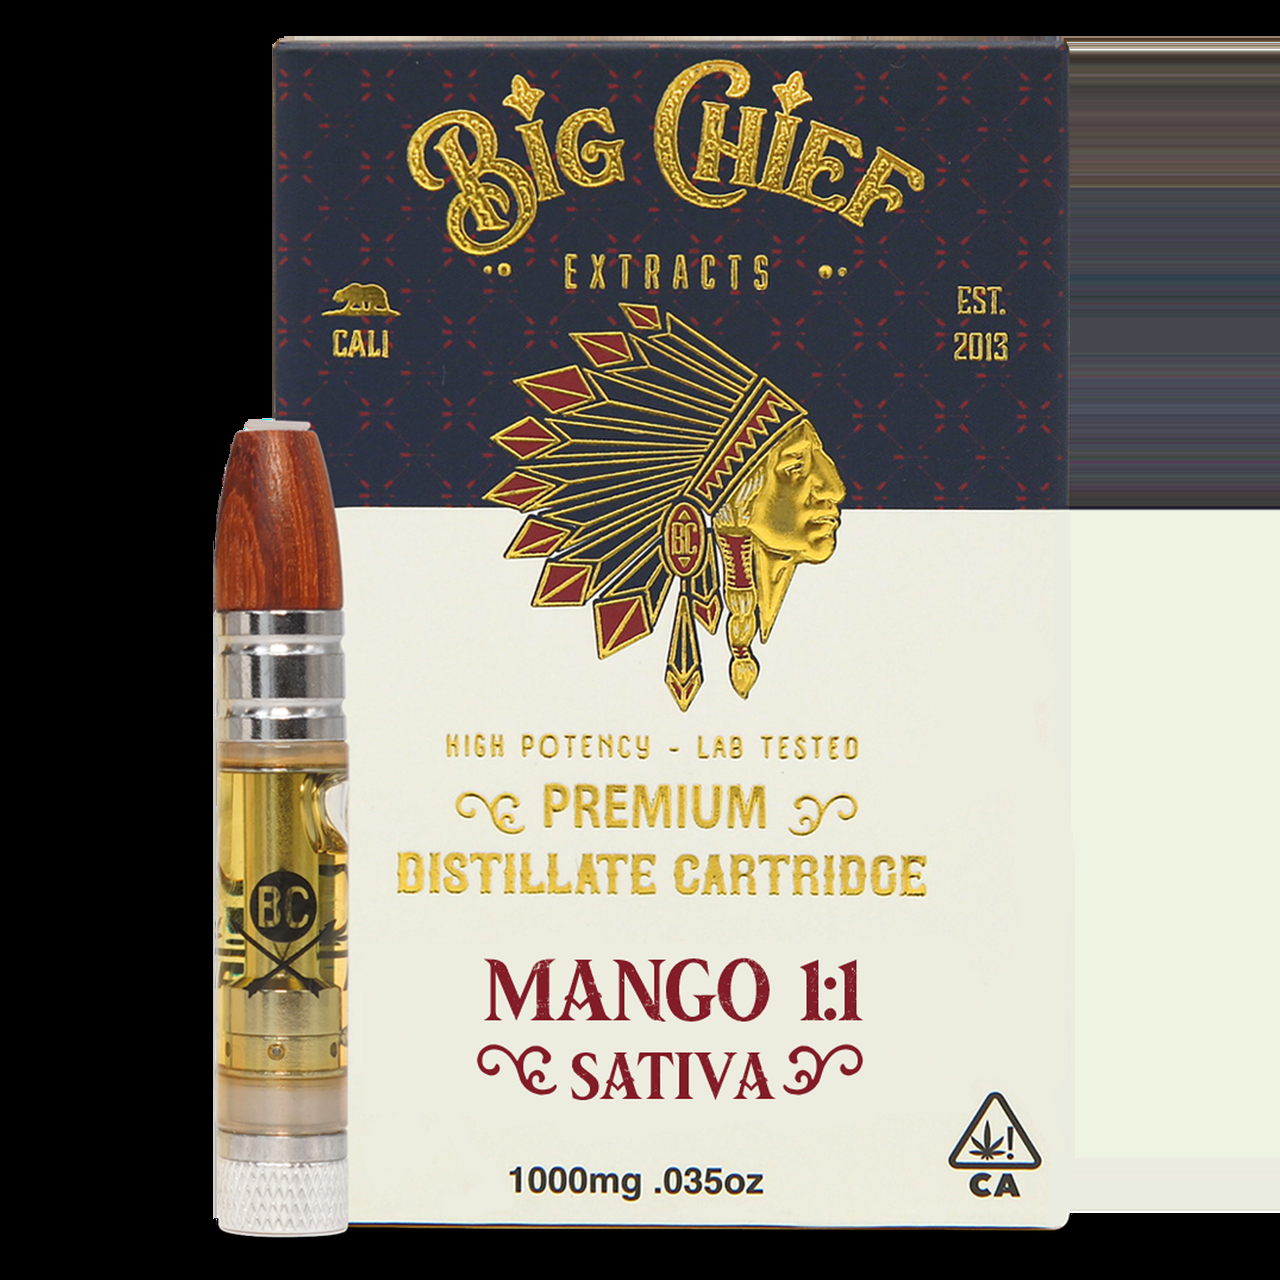 BIG CHIEF
EXTRACTS
CALI
EST.
2013
BC
HIGH POTENCY - LAB TESTED
PREMIUM
DISTILLATE CARTRIDGE
BC
MANGO 1:1
SATIVA
1000mg .035oz
CA